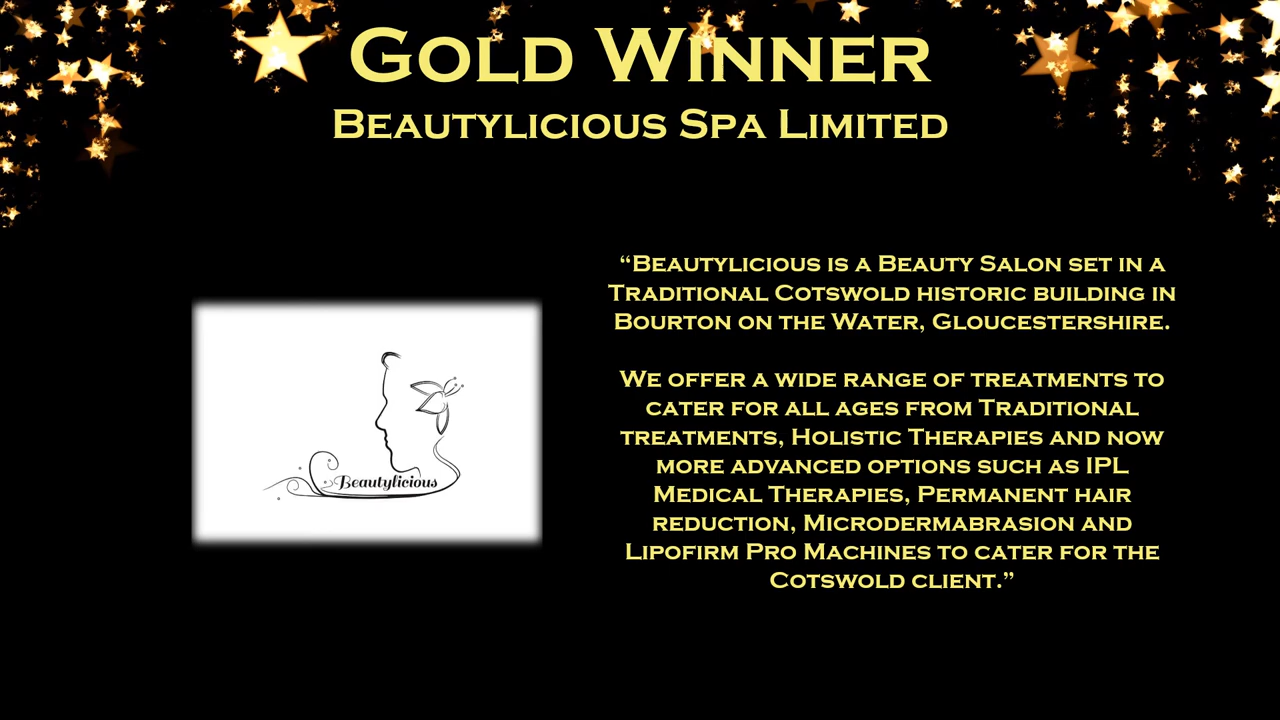 Gold Winner
Beautylicious Spa Limited
“Beautylicious is a Beauty Salon set in a
Traditional Cotswold historic building in
Bourton on the Water, Gloucestershire.
We offer a wide range of treatments to
cater for all ages from Traditional
treatments, Holistic Therapies and now
more advanced options such as IPL
Medical Therapies, Permanent hair
reduction, Microdermabrasion and
Lipofirm Pro Machines to cater for the
Cotswold client.”
Beautylicious